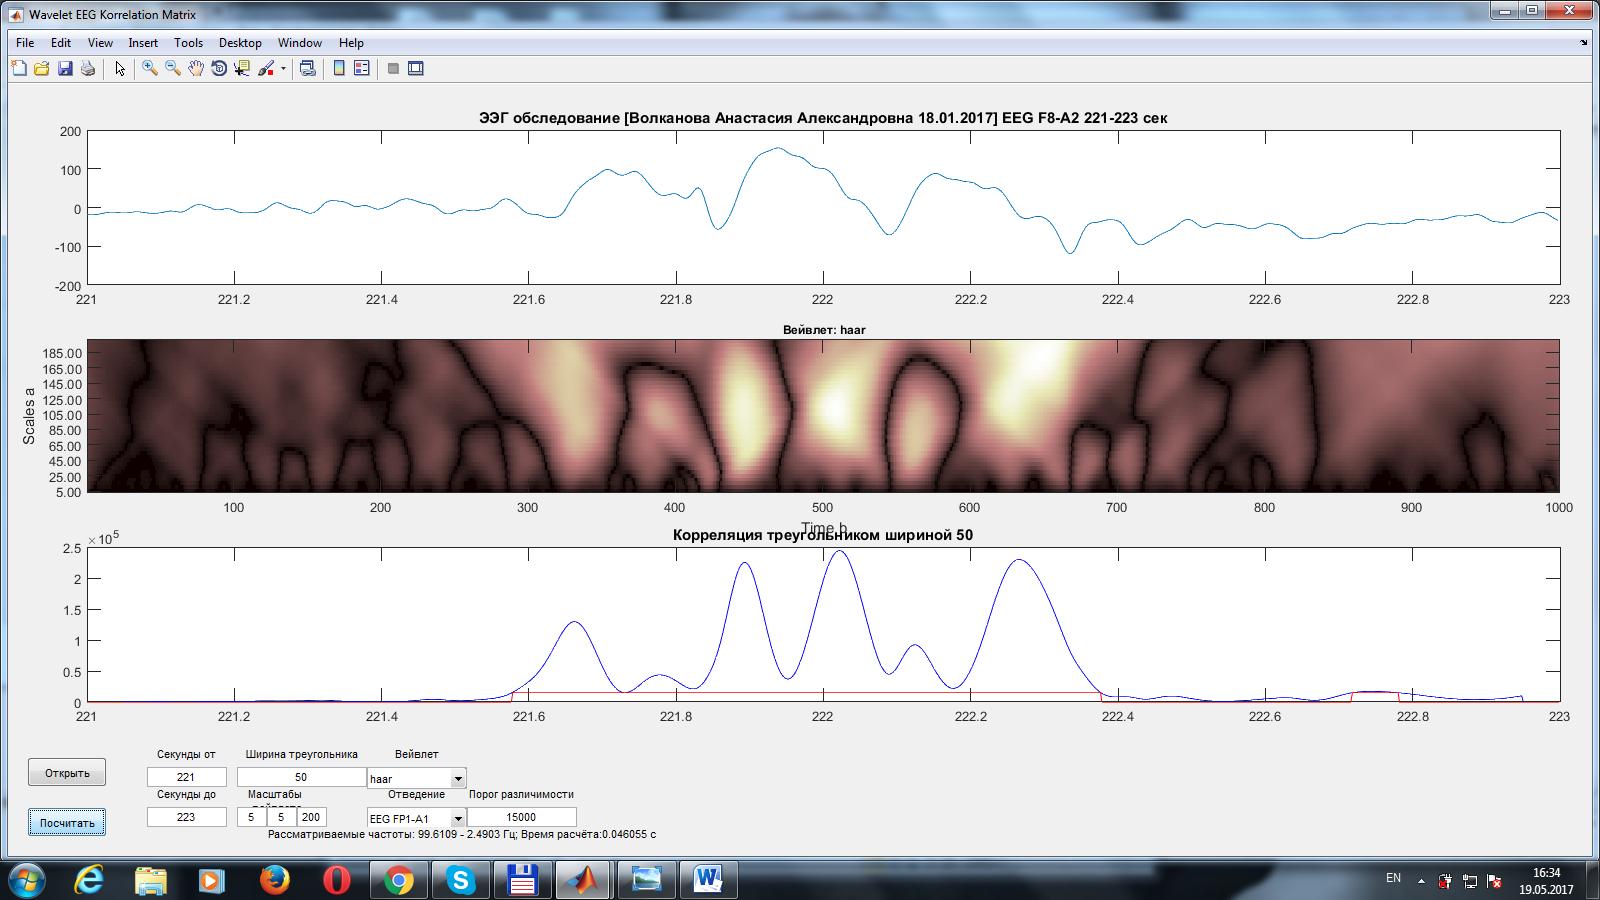 Wavelet EEG Korrelation Matrix
File Edit View Insert Tools Desktop Window Help
ЭЭГ обследование [Волканова Анастасия Александровна 18.01.2017] EEG F8-A2 221-223 сек
200
100
0
-100
-200
221 221.2 221.4 221.6 221.8 222 222.2 222.4 222.6 222.8 223
Вейвлет: haar
Scales a
185.00
165.00
145.00
125.00
105.00
85.00
65.00
45.00
25.00
5.00
100 200 300 400 500 600 700 800 900 1000
Time b
Корреляция треугольником шириной 50
×10^5
2.5
2
1.5
1
0.5
0
221 221.2 221.4 221.6 221.8 222 222.2 222.4 222.6 222.8 223
Секунды от Ширина треугольника Вейвлет
Открыть 221 50 haar
Секунды до Масштабы Отведение Порог различимости
Посчитать 223 5 5 200 EEG FP1-A1 15000
Рассматриваемые частоты: 99.6109 - 2.4903 Гц; Время расчёта:0.046055 с
EN 16:34
19.05.2017